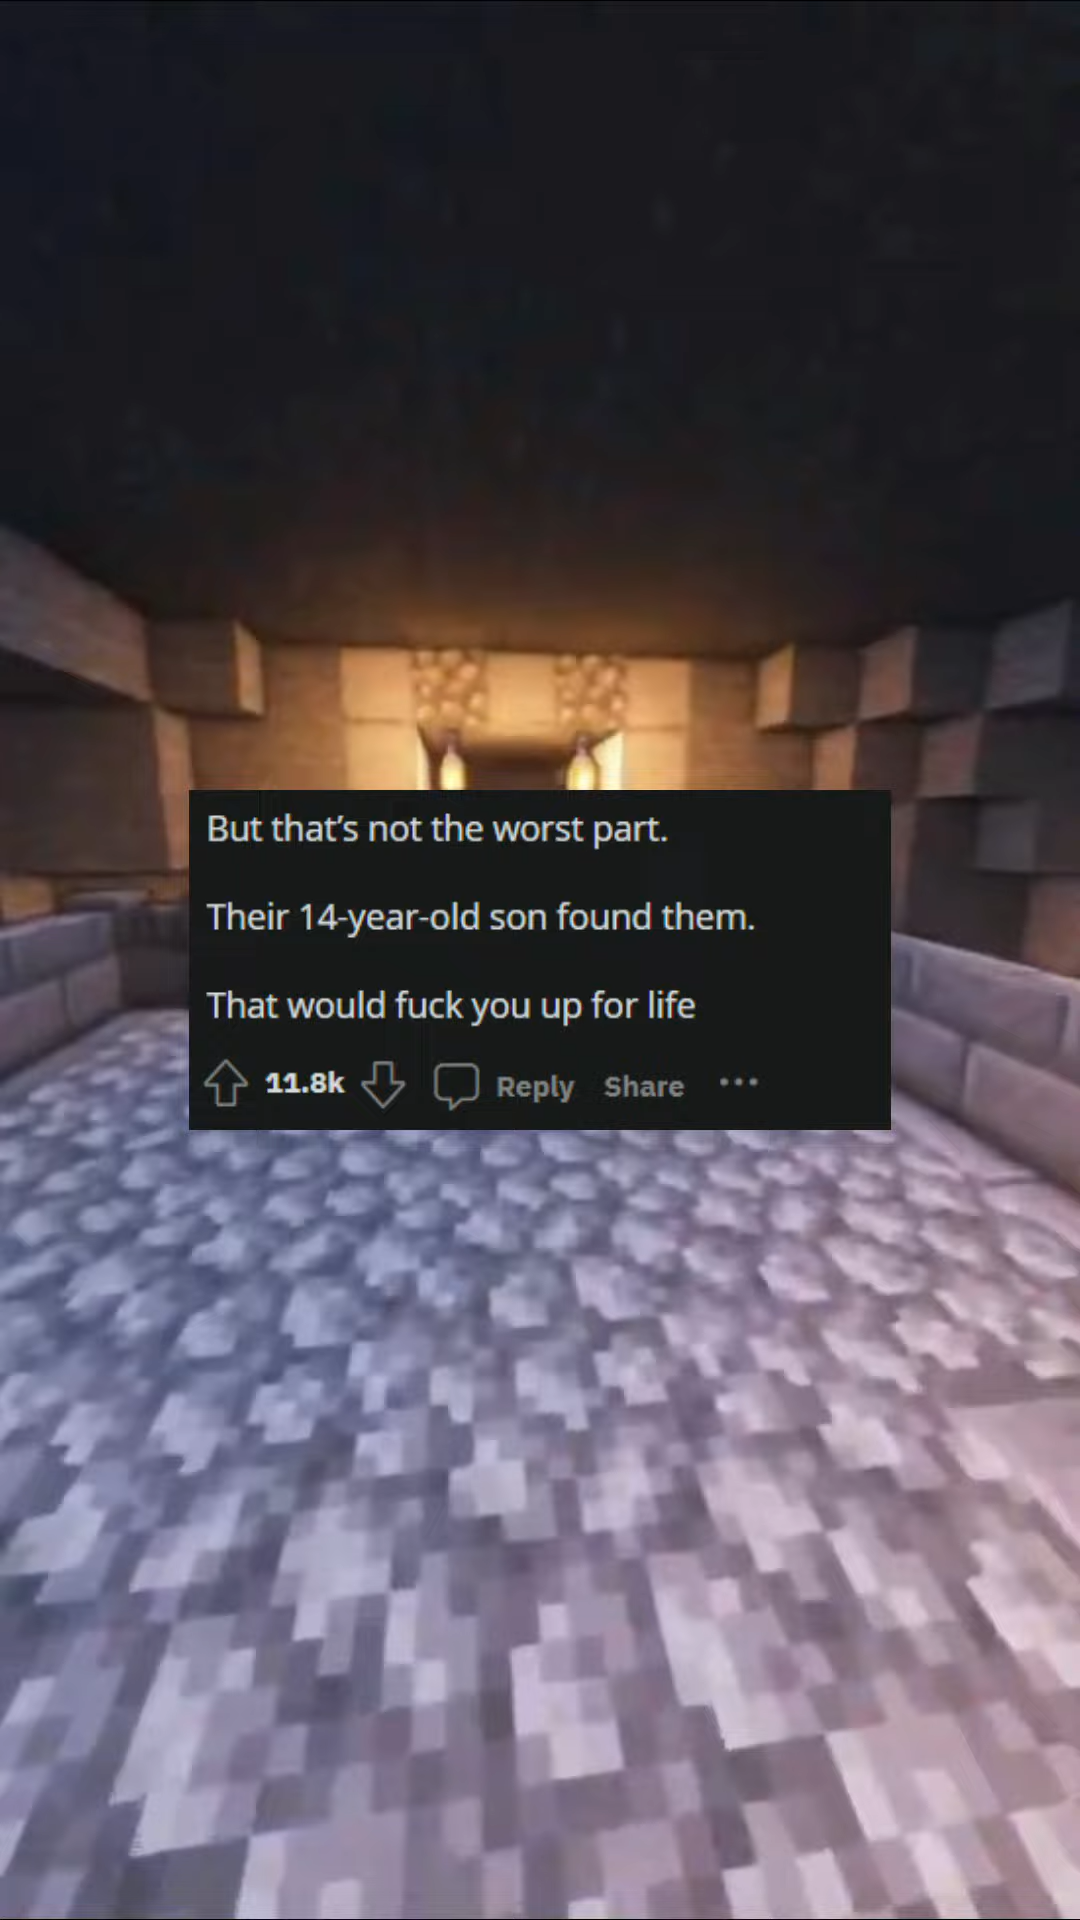 But that’s not the worst part.
Their 14-year-old son found them.
That would fuck you up for life
11.8k Reply Share •••